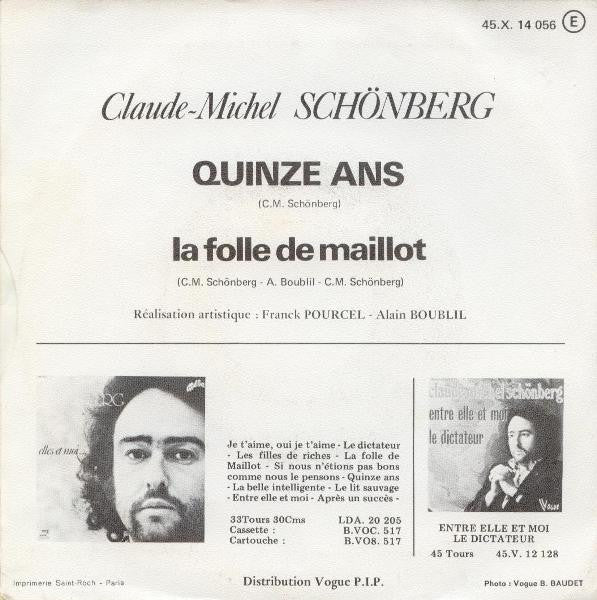 45.X. 14 056 E
Claude-Michel SCHÖNBERG
QUINZE ANS
(C.M. Schönberg)
la folle de maillot
(C.M. Schönberg - A. Boublil - C.M. Schönberg)
Réalisation artistique : Franck POURCEL - Alain BOUBLIL
elles et moi...
Je t'aime, oui je t'aime - Le dictateur
- Les filles de riches - La folle de
Maillot - Si nous n'étions pas bons
comme nous le pensons - Quinze ans
- La belle intelligente - Le lit sauvage
- Entre elle et moi - Après un succès -
33Tours 30Cms LDA. 20 205
Cassette : B.VOC. 517
Cartouche : B.VO8. 517
claude-michel schönberg
entre elle et moi
le dictateur
Vogue
ENTRE ELLE ET MOI
LE DICTATEUR
45 Tours 45.V. 12 128
Imprimerie Saint-Roch - Paris
Distribution Vogue P.I.P.
Photo : Vogue B. BAUDET